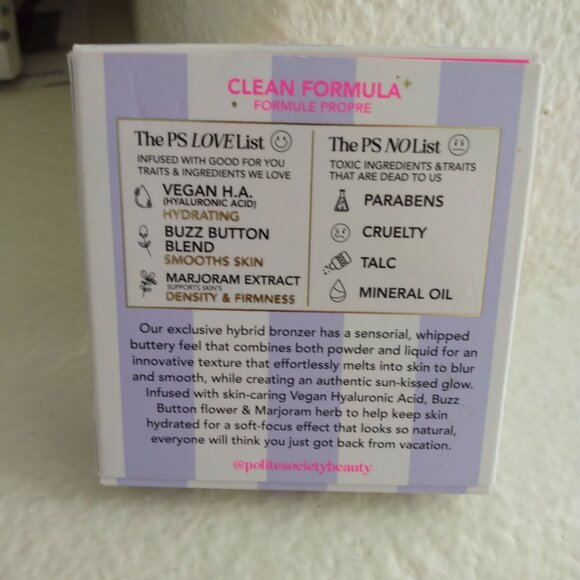 CLEAN FORMULA
FORMULE PROPRE
The PS LOVE List
INFUSED WITH GOOD FOR YOU
TRAITS & INGREDIENTS WE LOVE
VEGAN H.A.
(HYALURONIC ACID)
HYDRATING
BUZZ BUTTON
BLEND
SMOOTHS SKIN
MARJORAM EXTRACT
SUPPORTS SKIN'S
DENSITY & FIRMNESS
The PS NO List
TOXIC INGREDIENTS &TRAITS
THAT ARE DEAD TO US
PARABENS
CRUELTY
TALC
MINERAL OIL
Our exclusive hybrid bronzer has a sensorial, whipped
buttery feel that combines both powder and liquid for an
innovative texture that effortlessly melts into skin to blur
and smooth, while creating an authentic sun-kissed glow.
Infused with skin-caring Vegan Hyaluronic Acid, Buzz
Button flower & Marjoram herb to help keep skin
hydrated for a soft-focus effect that looks so natural,
everyone will think you just got back from vacation.
@politesocietybeauty